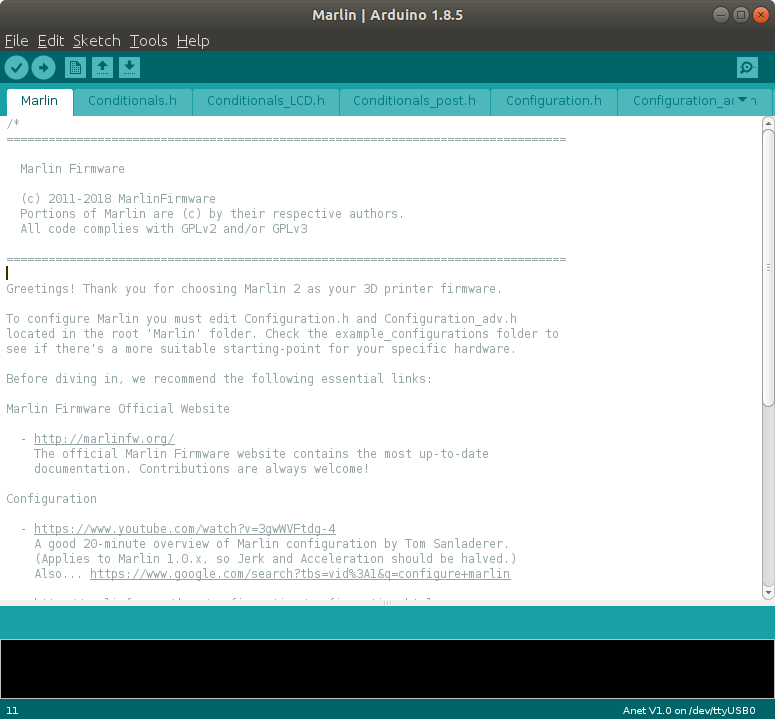 Marlin | Arduino 1.8.5
File Edit Sketch Tools Help
Marlin Conditionals.h Conditionals_LCD.h Conditionals_post.h Configuration.h
/*
================================================================================
Marlin Firmware
(c) 2011-2018 MarlinFirmware
Portions of Marlin are (c) by their respective authors.
All code complies with GPLv2 and/or GPLv3
================================================================================
Greetings! Thank you for choosing Marlin 2 as your 3D printer firmware.
To configure Marlin you must edit Configuration.h and Configuration_adv.h
located in the root 'Marlin' folder. Check the example_configurations folder to
see if there's a more suitable starting-point for your specific hardware.
Before diving in, we recommend the following essential links:
Marlin Firmware Official Website
- http://marlinfw.org/
The official Marlin Firmware website contains the most up-to-date
documentation. Contributions are always welcome!
Configuration
- https://www.youtube.com/watch?v=3gwWVFtdg-4
A good 20-minute overview of Marlin configuration by Tom Sanladerer.
(Applies to Marlin 1.0.x, so Jerk and Acceleration should be halved.)
Also... https://www.google.com/search?tbs=vid%3A1&q=configure+marlin
11 Anet V1.0 on /dev/ttyUSB0